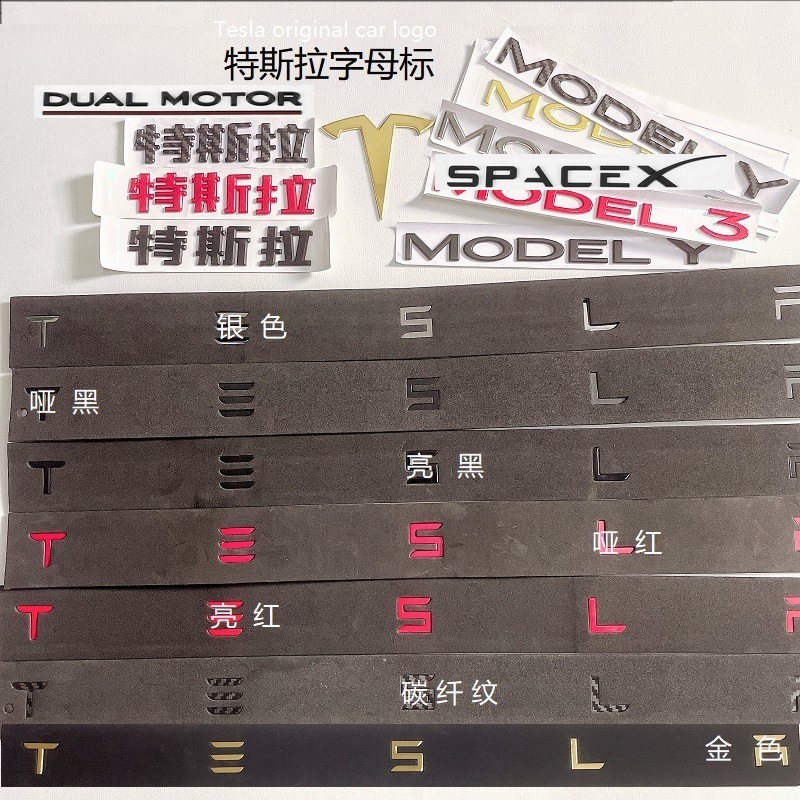 Tesla original car logo
特斯拉字母标
DUAL MOTOR
特斯拉
特斯拉
特斯拉
MODEL Y
MODEL
MODEL
SPACEX
MODEL 3
MODEL Y
T E S L A
银 色
T E S L
哑 黑
T E S L
亮 黑
T E S L
哑 红
T E S L
亮 红
T E S L
碳纤纹
T E S L A
金 色